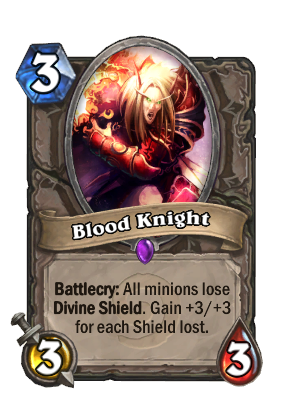 3
Blood Knight
Battlecry: All minions lose
Divine Shield. Gain +3/+3
for each Shield lost.
3 3